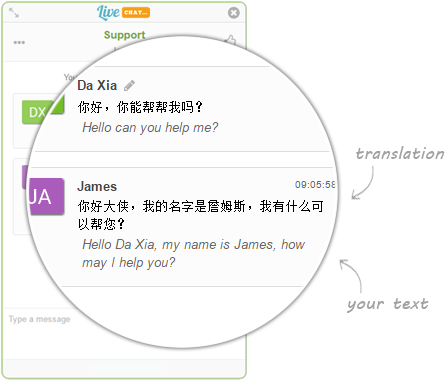 Live CHAT...
Support
DX
Da Xia
你好，你能帮帮我吗？
Hello can you help me?
JA
James
09:05:58
你好大侠，我的名字是詹姆斯，我有什么可
以帮您？
Hello Da Xia, my name is James, how
may I help you?
Type a message
translation
your text